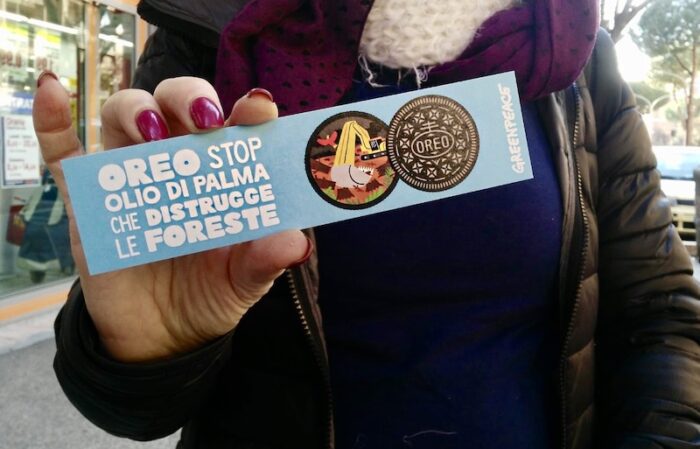 OREO STOP
OLIO DI PALMA
CHE DISTRUGGE
LE FORESTE
OREO
GREENPEACE